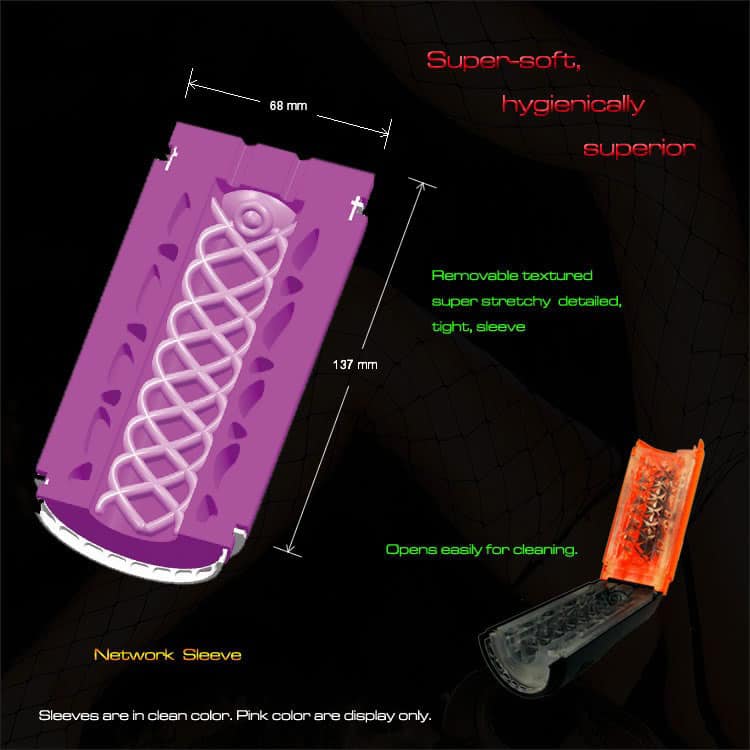 Super-soft,
hygienically
superior
68 mm
Removable textured
super stretchy detailed,
tight, sleeve
137 mm
Opens easily for cleaning.
Network Sleeve
Sleeves are in clean color. Pink color are display only.